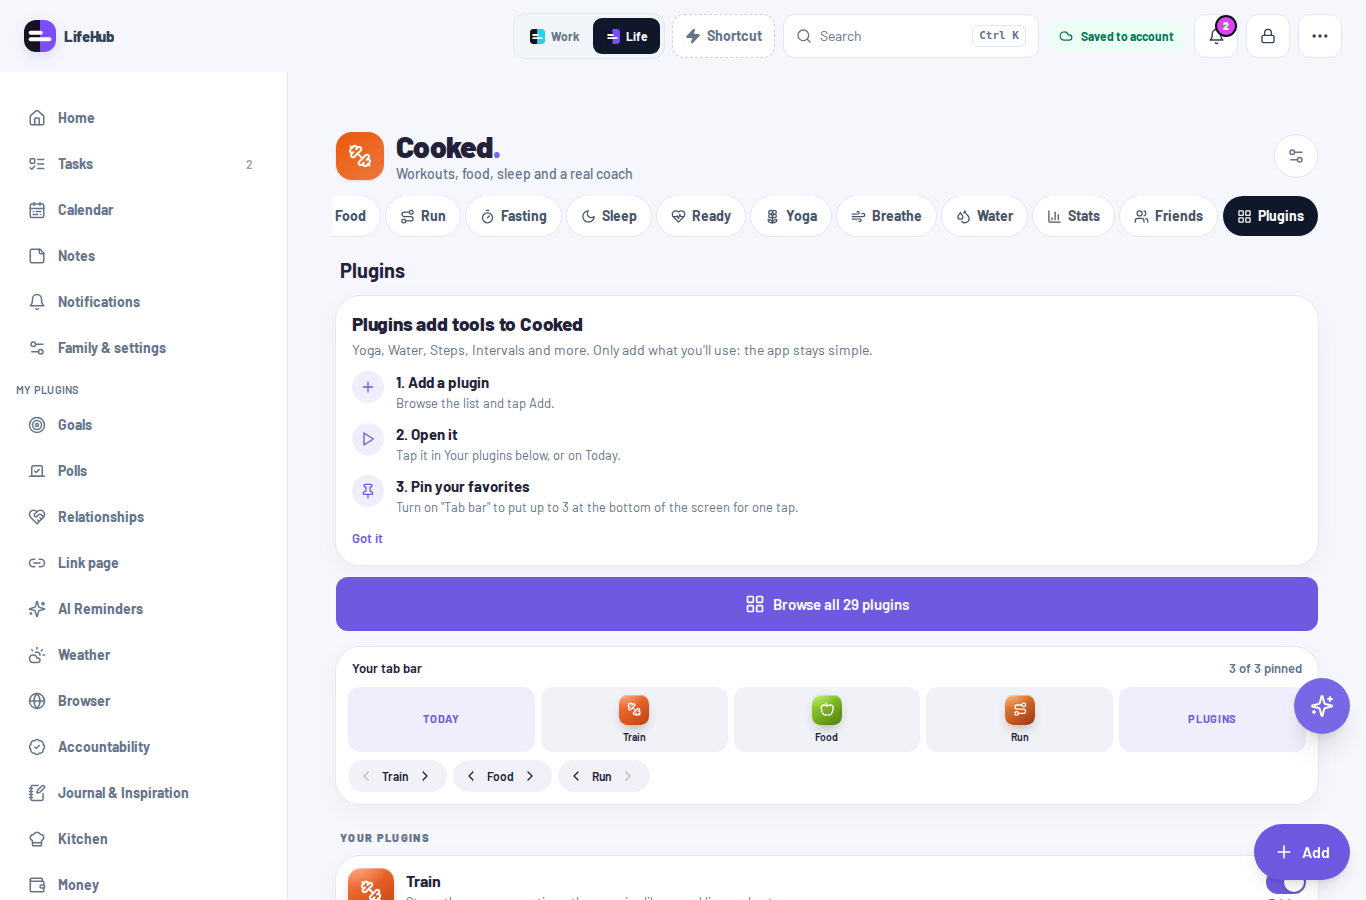 LifeHub
Work
Life
Shortcut
Search
Ctrl K
Saved to account
2
Home
Tasks
2
Calendar
Notes
Notifications
Family & settings
MY PLUGINS
Goals
Polls
Relationships
Link page
AI Reminders
Weather
Browser
Accountability
Journal & Inspiration
Kitchen
Money
Cooked.
Workouts, food, sleep and a real coach
Food
Run
Fasting
Sleep
Ready
Yoga
Breathe
Water
Stats
Friends
Plugins
Plugins
Plugins add tools to Cooked
Yoga, Water, Steps, Intervals and more. Only add what you'll use: the app stays simple.
1. Add a plugin
Browse the list and tap Add.
2. Open it
Tap it in Your plugins below, or on Today.
3. Pin your favorites
Turn on "Tab bar" to put up to 3 at the bottom of the screen for one tap.
Got it
Browse all 29 plugins
Your tab bar
3 of 3 pinned
TODAY
Train
Food
Run
PLUGINS
Train
Food
Run
YOUR PLUGINS
Add
Train